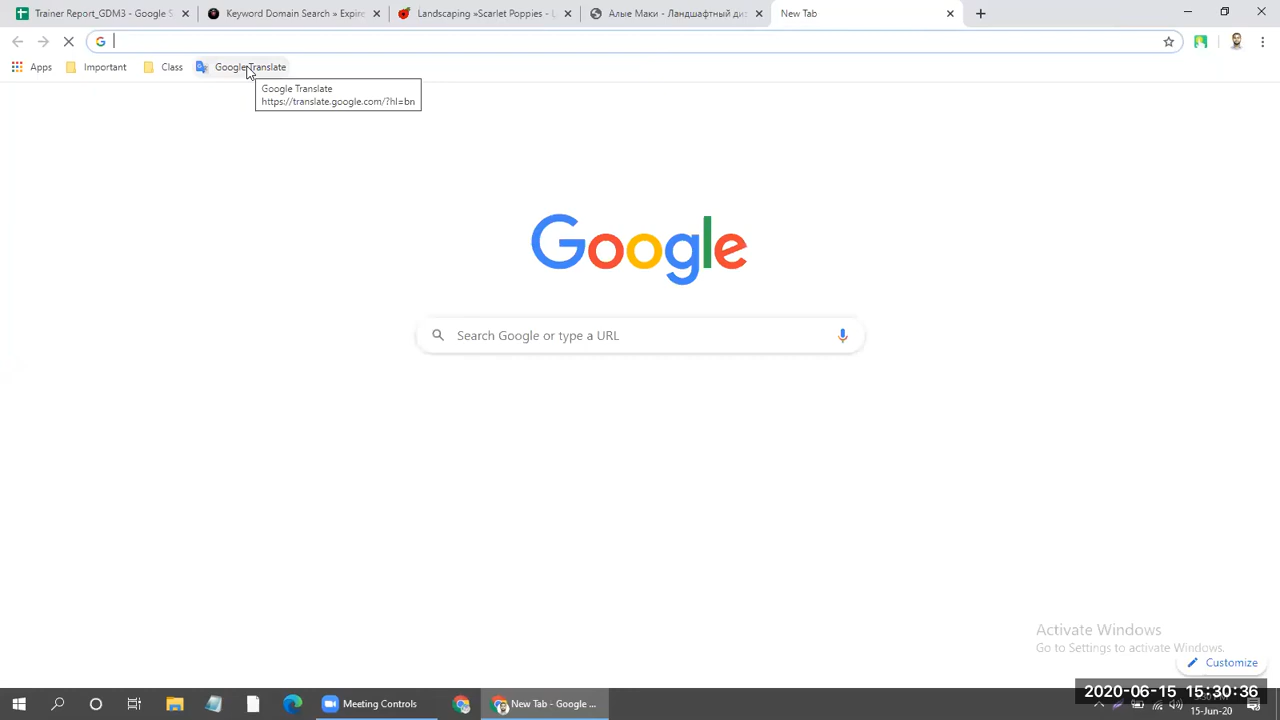 Trainer Report_GDM3 - Google S
Keyword Domain Search » Expire
Landscaping »Scarlet Poppies - L
Алые Маки - Ландшафтный ди
New Tab
Apps
Important
Class
Google Translate
Google Translate
https://translate.google.com/?hl=bn
Google
Search Google or type a URL
Activate Windows
Go to Settings to activate Windows.
Customize
2020-06-15 15:30:36
Meeting Controls
New Tab - Google ...
15-Jun-20